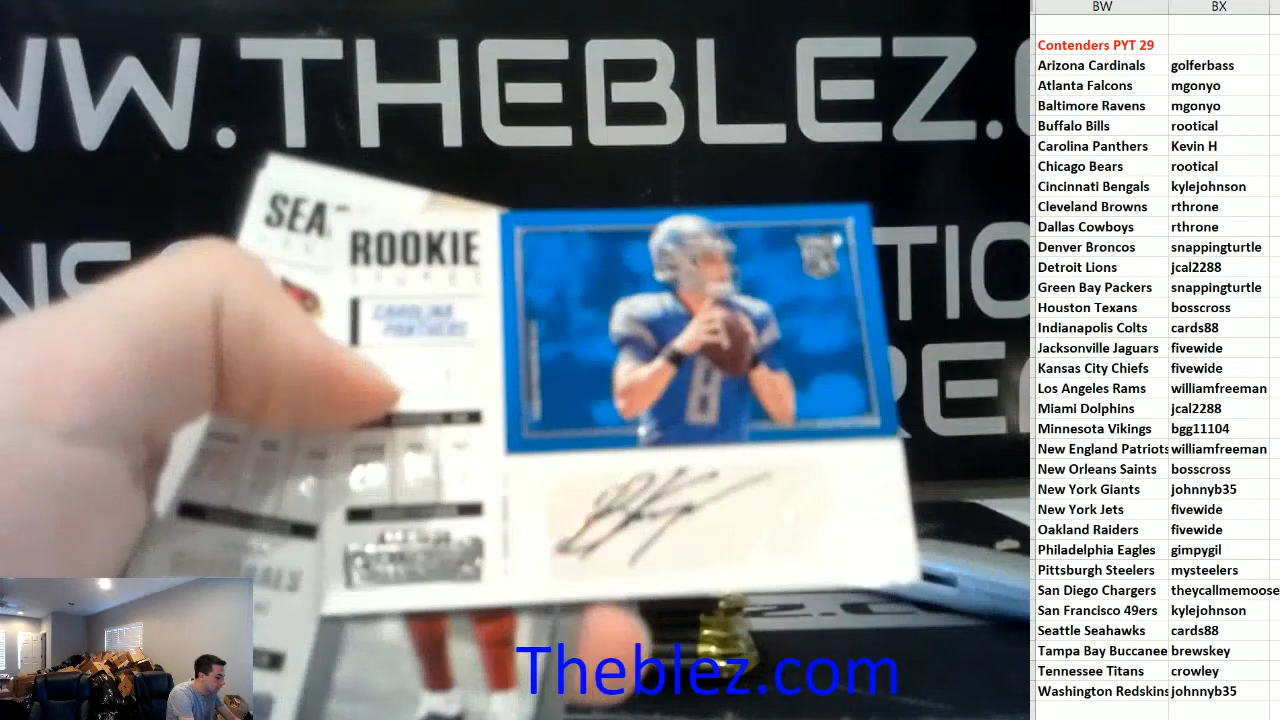 BW BX
Contenders PYT 29
Arizona Cardinals golferbass
Atlanta Falcons mgonyo
Baltimore Ravens mgonyo
Buffalo Bills rootical
Carolina Panthers Kevin H
Chicago Bears rootical
Cincinnati Bengals kylejohnson
Cleveland Browns rthrone
Dallas Cowboys rthrone
Denver Broncos snappingturtle
Detroit Lions jcal2288
Green Bay Packers snappingturtle
Houston Texans bosscross
Indianapolis Colts cards88
Jacksonville Jaguars fivewide
Kansas City Chiefs fivewide
Los Angeles Rams williamfreeman
Miami Dolphins jcal2288
Minnesota Vikings bgg11104
New England Patriots williamfreeman
New Orleans Saints bosscross
New York Giants johnnyb35
New York Jets fivewide
Oakland Raiders fivewide
Philadelphia Eagles gimpygil
Pittsburgh Steelers mysteelers
San Diego Chargers theycallmemoose
San Francisco 49ers kylejohnson
Seattle Seahawks cards88
Tampa Bay Buccanee brewskey
Tennessee Titans crowley
Washington Redskins johnnyb35
WW.THEBLEZ.C
NS
TIO
RE
SEA
ROOKIE
CAROLINA
PANTHERS
8
Z.C
Theblez.com